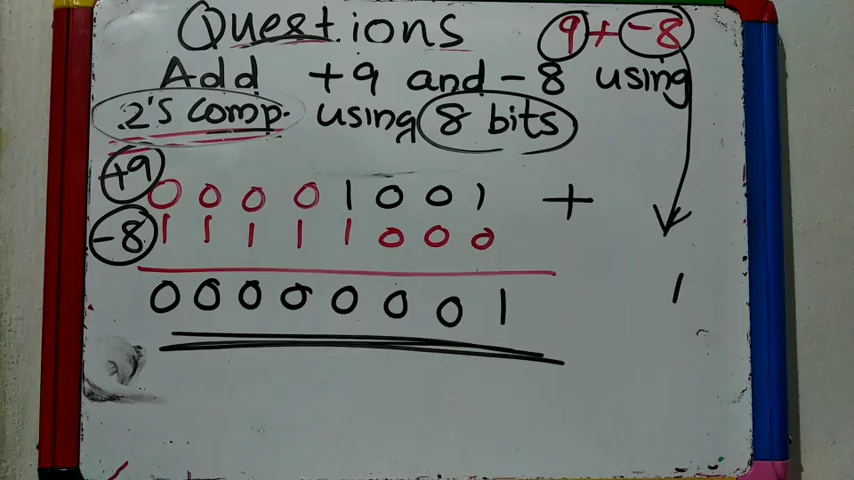 Questions 9 + -8
Add +9 and -8 using
2's comp. using 8 bits
+9 0 0 0 0 1 0 0 1 +
-8 1 1 1 1 1 0 0 0
0 0 0 0 0 0 0 1 1